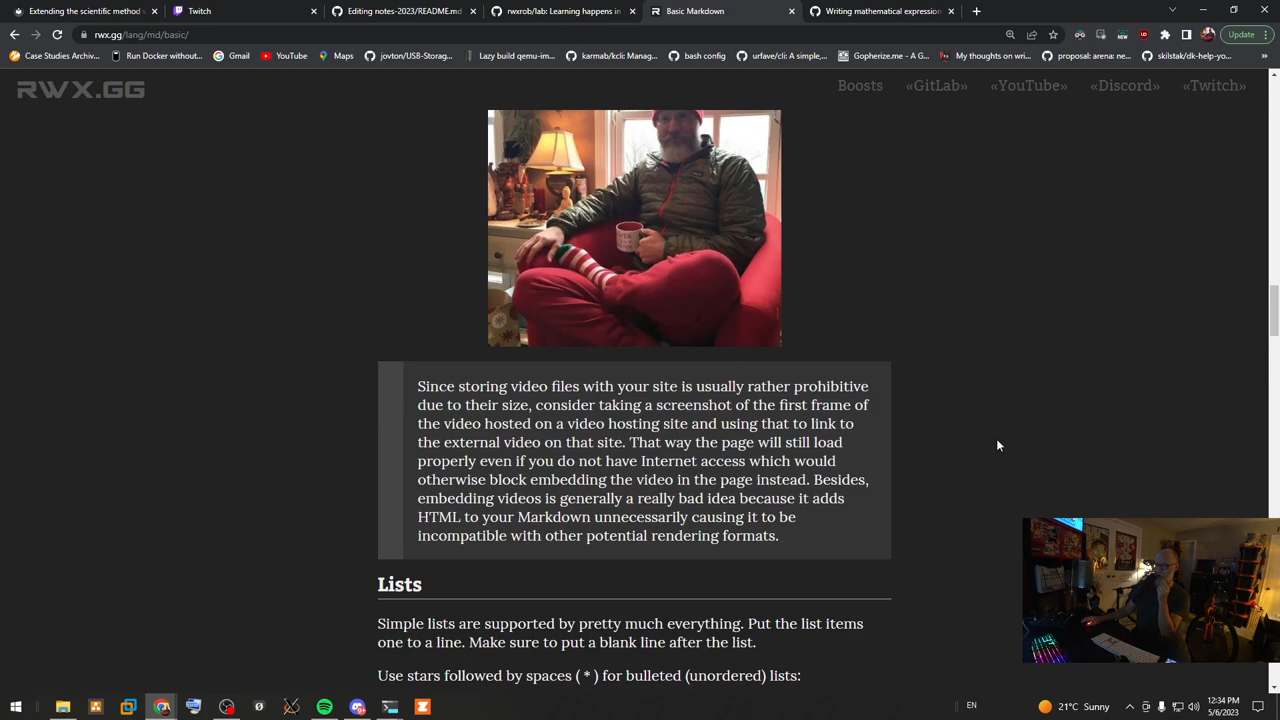 Extending the scientific method
Twitch
Editing notes-2023/README.md
rwxrob/lab: Learning happens in
Basic Markdown
Writing mathematical expression
rwx.gg/lang/md/basic/
Update
Case Studies Archiv...
Run Docker without...
Gmail
YouTube
Maps
jovton/USB-Storag...
Lazy build qemu-im...
karmab/kcli: Manag...
bash config
urfave/cli: A simple,...
Gopherize.me - A G...
My thoughts on wri...
proposal: arena: ne...
skilstak/dk-help-yo...
RWX.GG
Boosts «GitLab» «YouTube» «Discord» «Twitch»
Since storing video files with your site is usually rather prohibitive
due to their size, consider taking a screenshot of the first frame of
the video hosted on a video hosting site and using that to link to
the external video on that site. That way the page will still load
properly even if you do not have Internet access which would
otherwise block embedding the video in the page instead. Besides,
embedding videos is generally a really bad idea because it adds
HTML to your Markdown unnecessarily causing it to be
incompatible with other potential rendering formats.
Lists
Simple lists are supported by pretty much everything. Put the list items
one to a line. Make sure to put a blank line after the list.
Use stars followed by spaces ( * ) for bulleted (unordered) lists:
21°C Sunny
EN
12:34 PM
5/6/2023